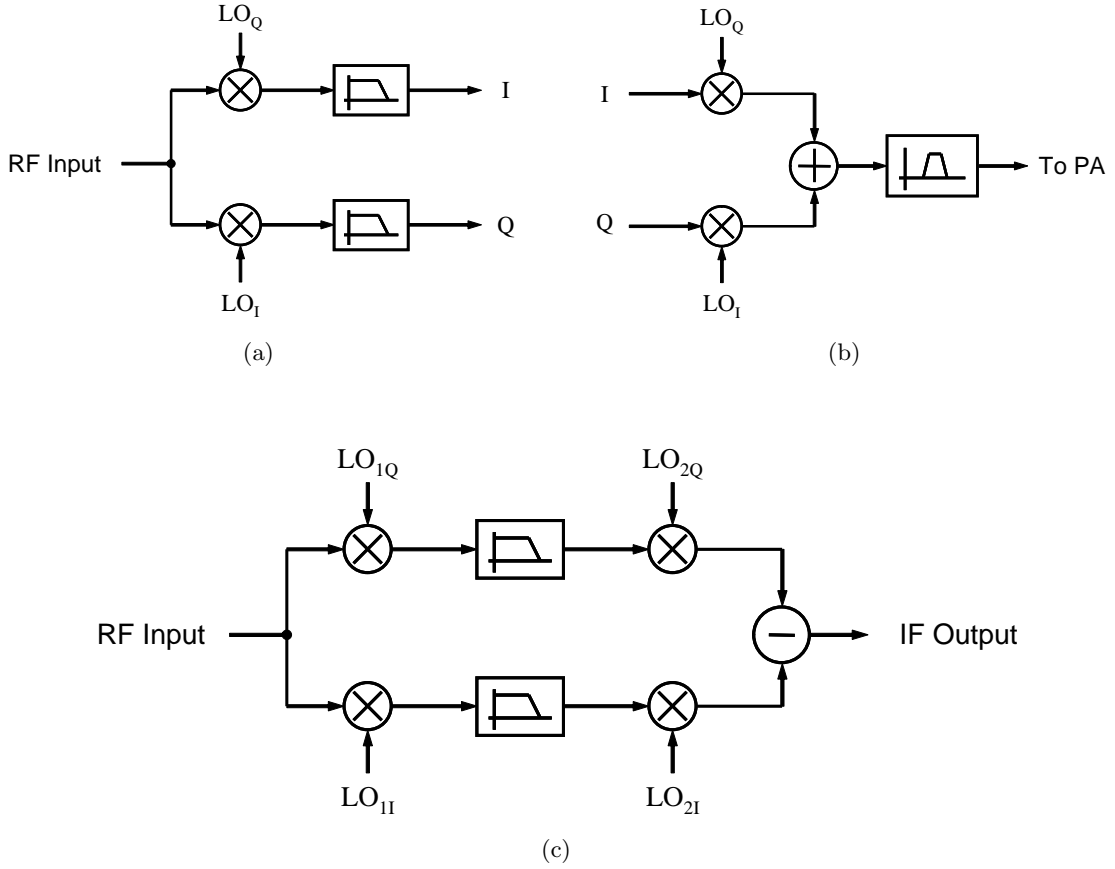 LO_Q
I
RF Input
Q
LO_I
(a)
LO_Q
I
To PA
Q
LO_I
(b)
LO_1Q
LO_2Q
RF Input
IF Output
LO_1I
LO_2I
(c)